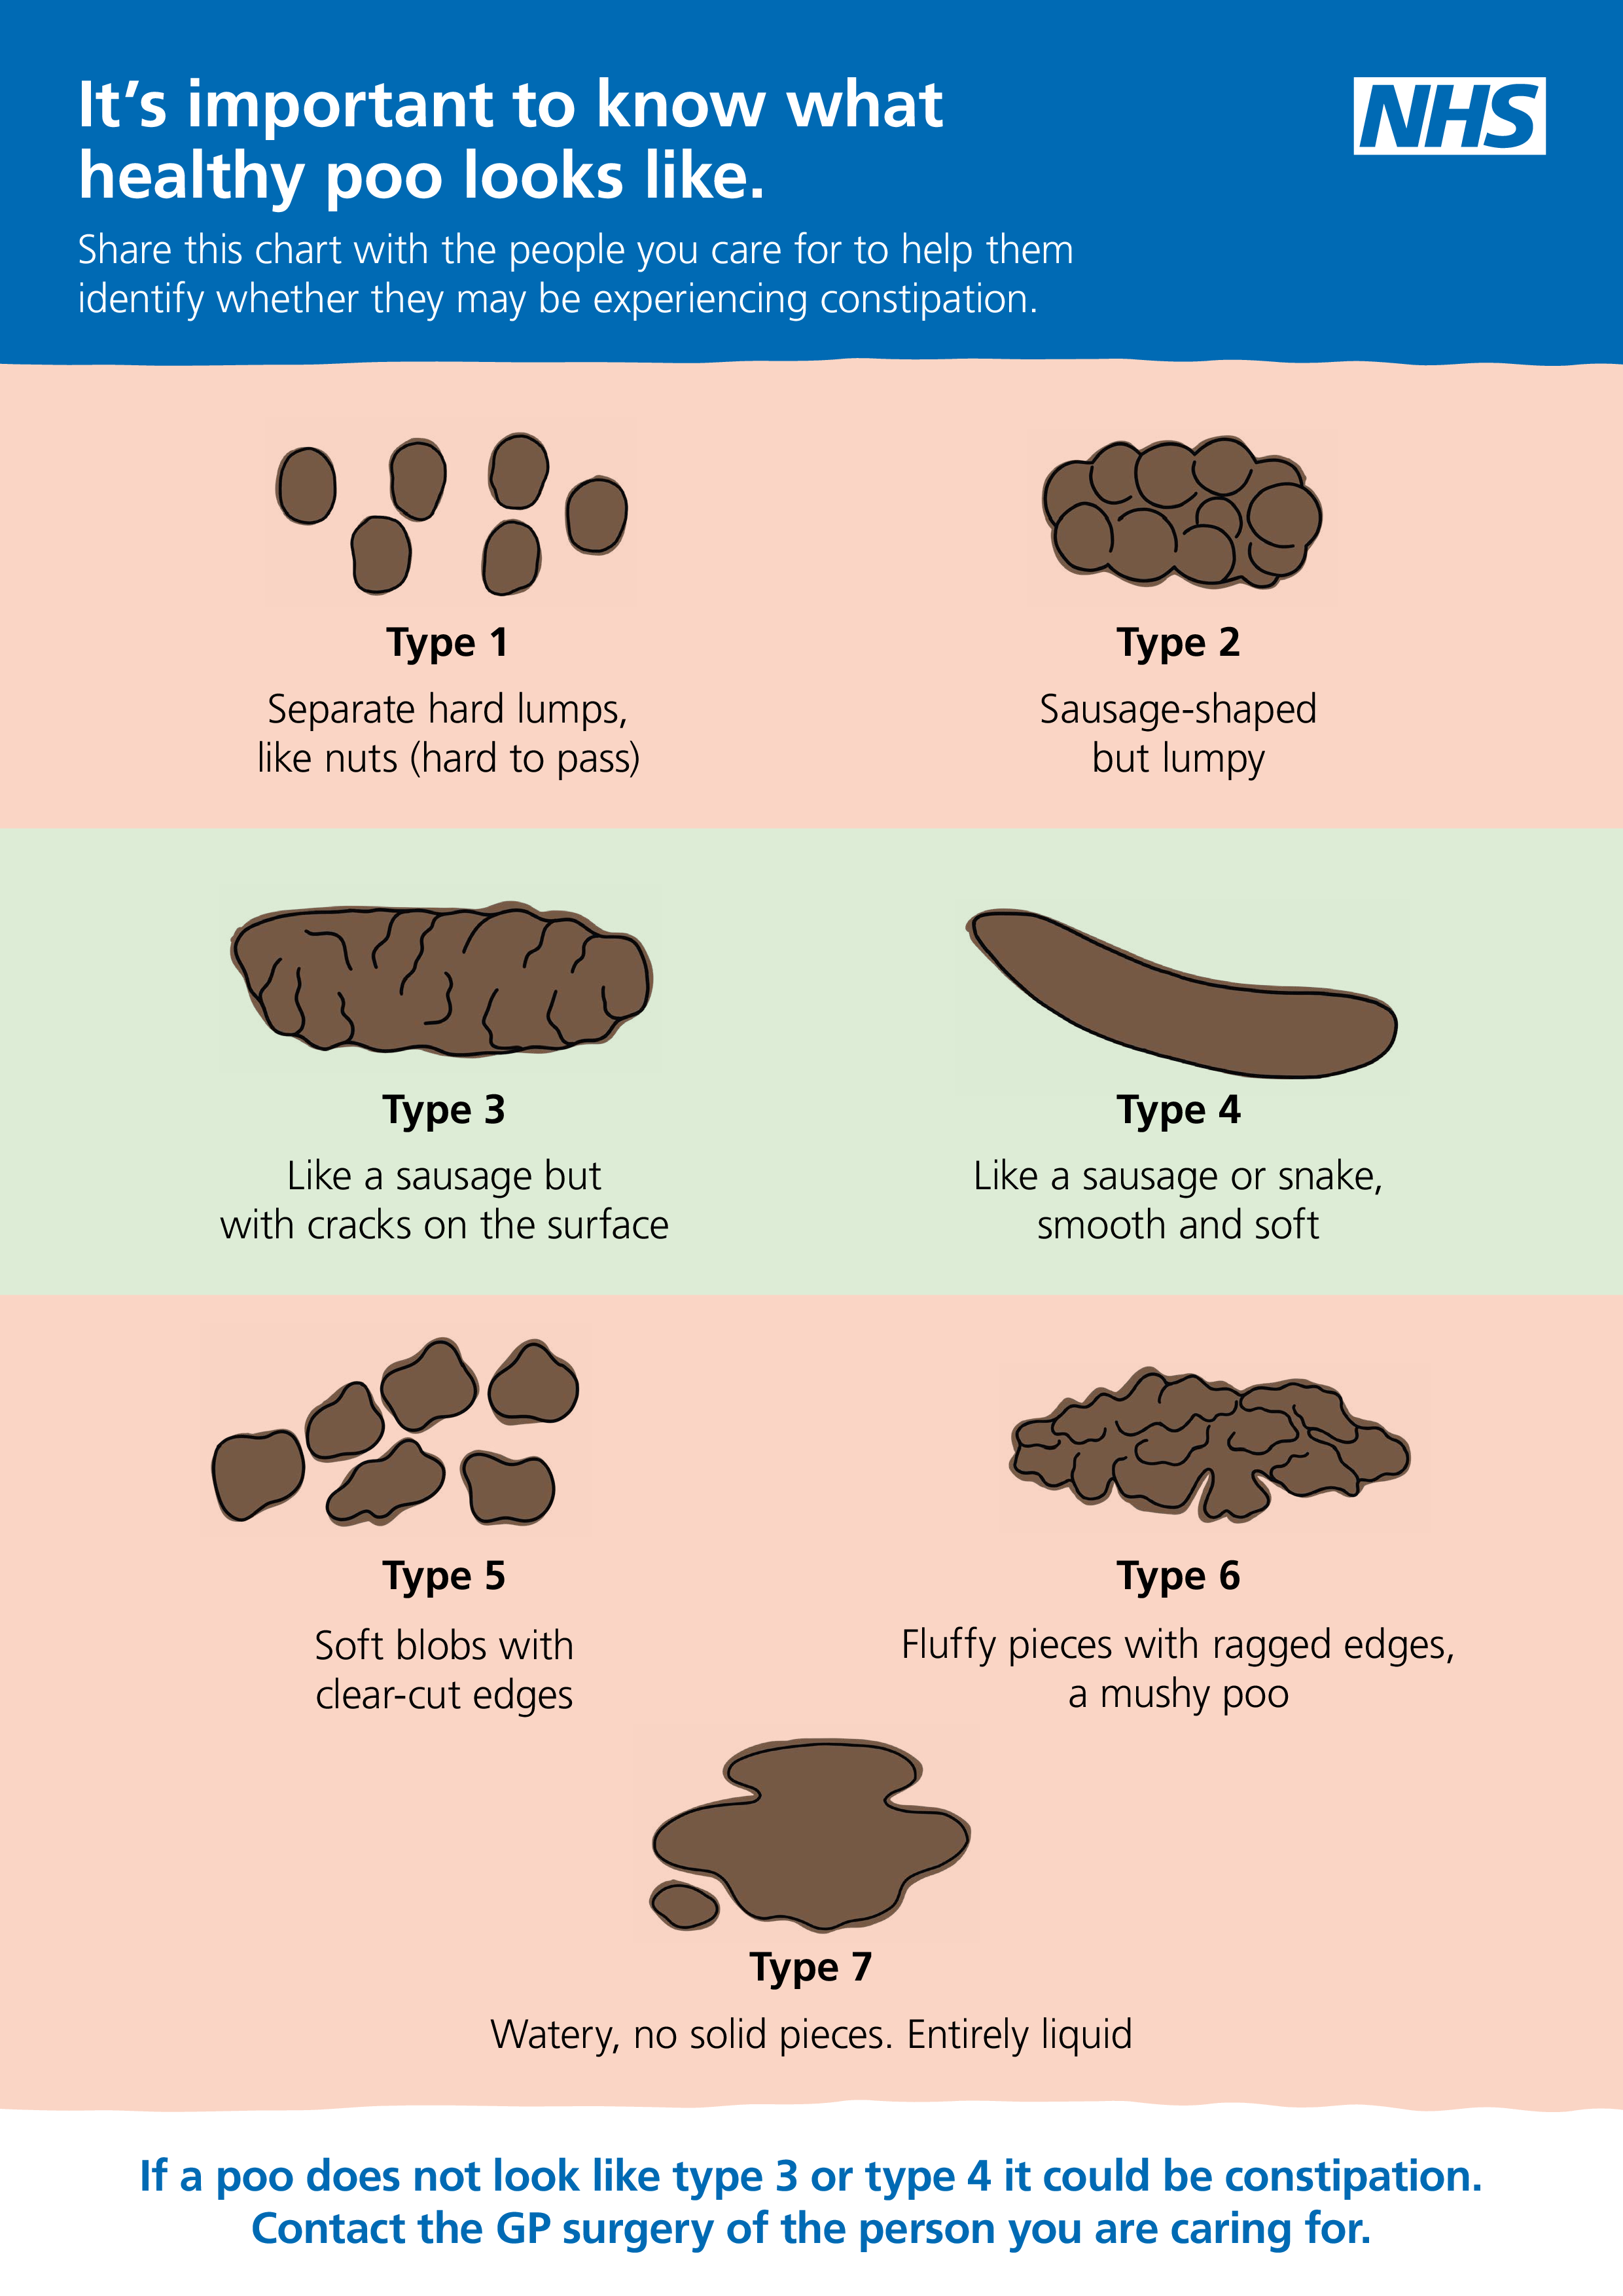 It's important to know what
healthy poo looks like.
NHS
Share this chart with the people you care for to help them
identify whether they may be experiencing constipation.
Type 1
Separate hard lumps,
like nuts (hard to pass)
Type 2
Sausage-shaped
but lumpy
Type 3
Like a sausage but
with cracks on the surface
Type 4
Like a sausage or snake,
smooth and soft
Type 5
Soft blobs with
clear-cut edges
Type 6
Fluffy pieces with ragged edges,
a mushy poo
Type 7
Watery, no solid pieces. Entirely liquid
If a poo does not look like type 3 or type 4 it could be constipation.
Contact the GP surgery of the person you are caring for.